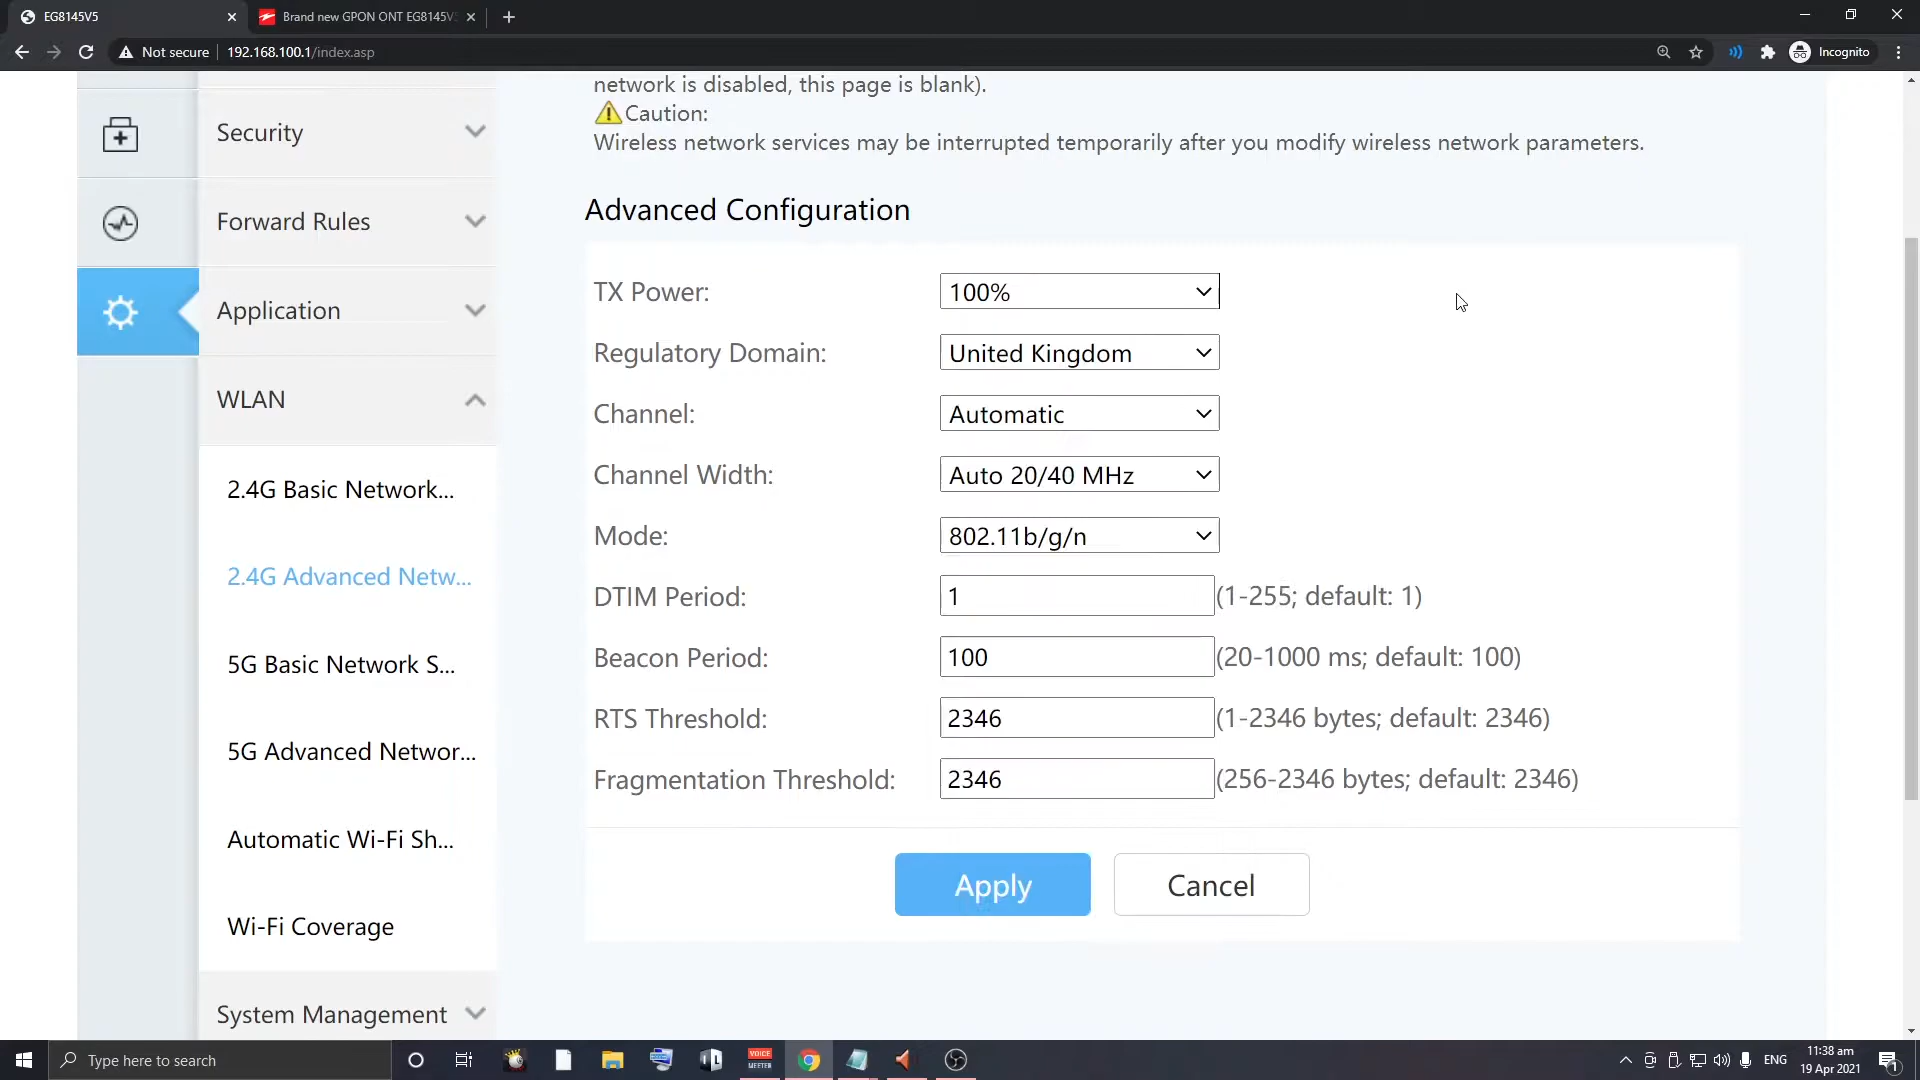 EG8145V5
Brand new GPON ONT EG8145V5
Not secure
192.168.100.1/index.asp
Incognito
network is disabled, this page is blank).
Caution:
Wireless network services may be interrupted temporarily after you modify wireless network parameters.
Security
Forward Rules
Application
WLAN
2.4G Basic Network...
2.4G Advanced Netw...
5G Basic Network S...
5G Advanced Networ...
Automatic Wi-Fi Sh...
Wi-Fi Coverage
System Management
Advanced Configuration
TX Power: 100%
Regulatory Domain: United Kingdom
Channel: Automatic
Channel Width: Auto 20/40 MHz
Mode: 802.11b/g/n
DTIM Period: 1 (1-255; default: 1)
Beacon Period: 100 (20-1000 ms; default: 100)
RTS Threshold: 2346 (1-2346 bytes; default: 2346)
Fragmentation Threshold: 2346 (256-2346 bytes; default: 2346)
Apply Cancel
Type here to search
VOICE
MEETER
ENG
11:38 am
19 Apr 2021
1